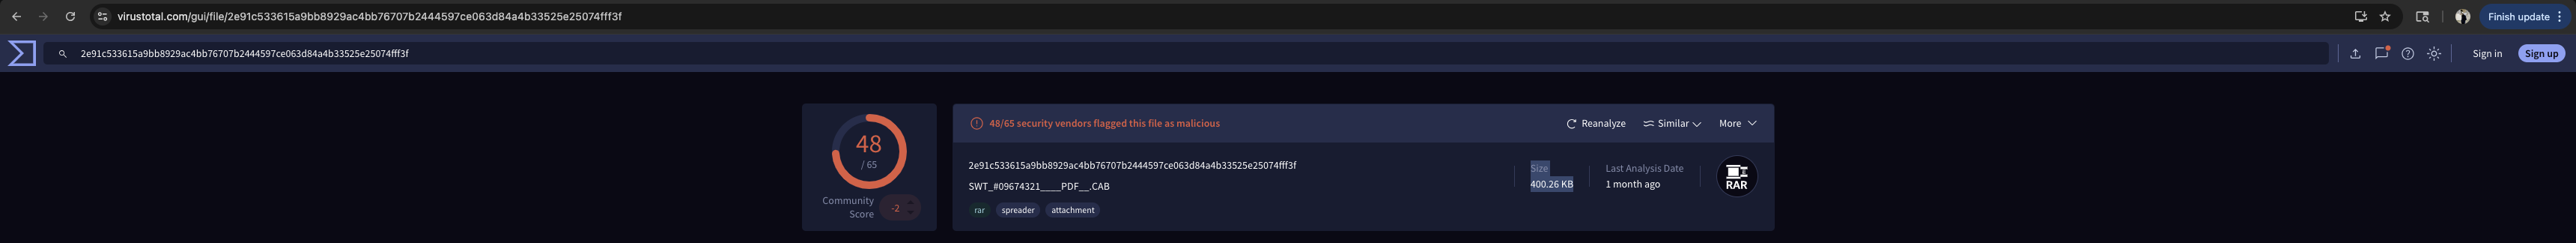 virustotal.com/gui/file/2e91c533615a9bb8929ac4bb76707b2444597ce063d84a4b33525e25074fff3f
Finish update
2e91c533615a9bb8929ac4bb76707b2444597ce063d84a4b33525e25074fff3f
Sign in
Sign up
48
/ 65
Community
Score
-2
48/65 security vendors flagged this file as malicious
Reanalyze
Similar
More
2e91c533615a9bb8929ac4bb76707b2444597ce063d84a4b33525e25074fff3f
SWT_#09674321____PDF__.CAB
rar
spreader
attachment
Size
400.26 KB
Last Analysis Date
1 month ago
RAR